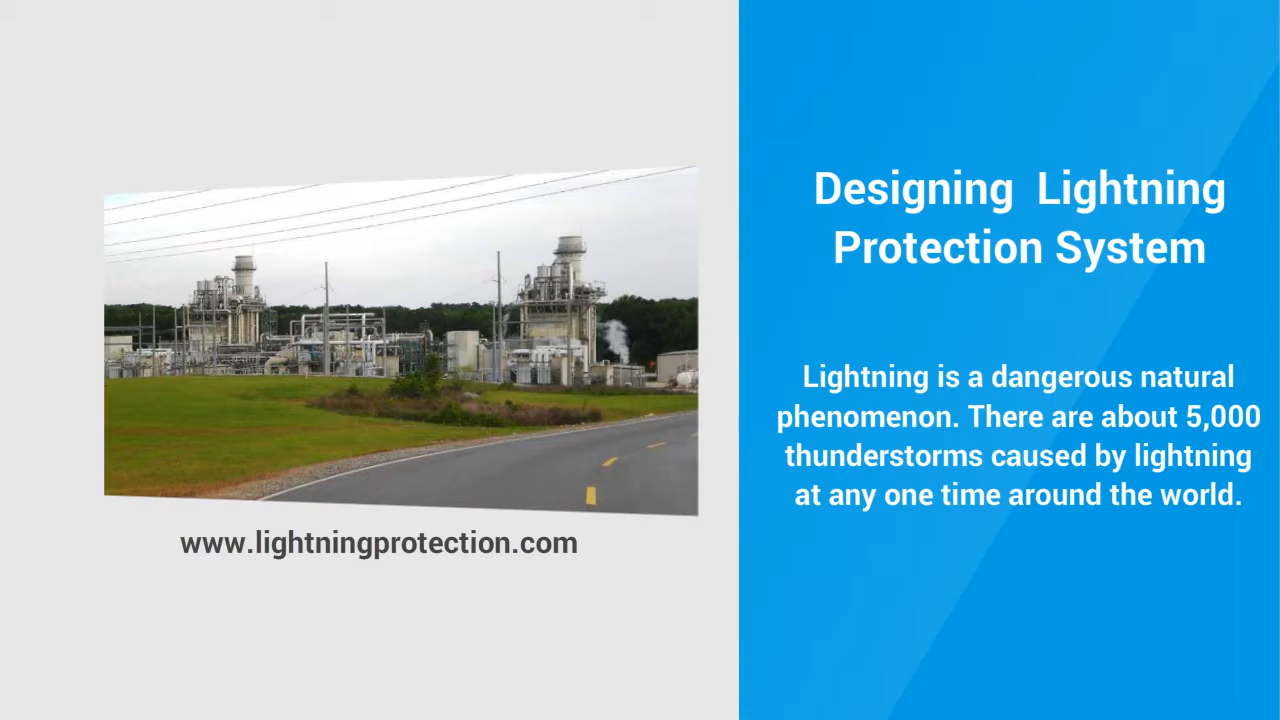 Designing  Lightning
Protection System
Lightning is a dangerous natural
phenomenon. There are about 5,000
thunderstorms caused by lightning
at any one time around the world.
www.lightningprotection.com